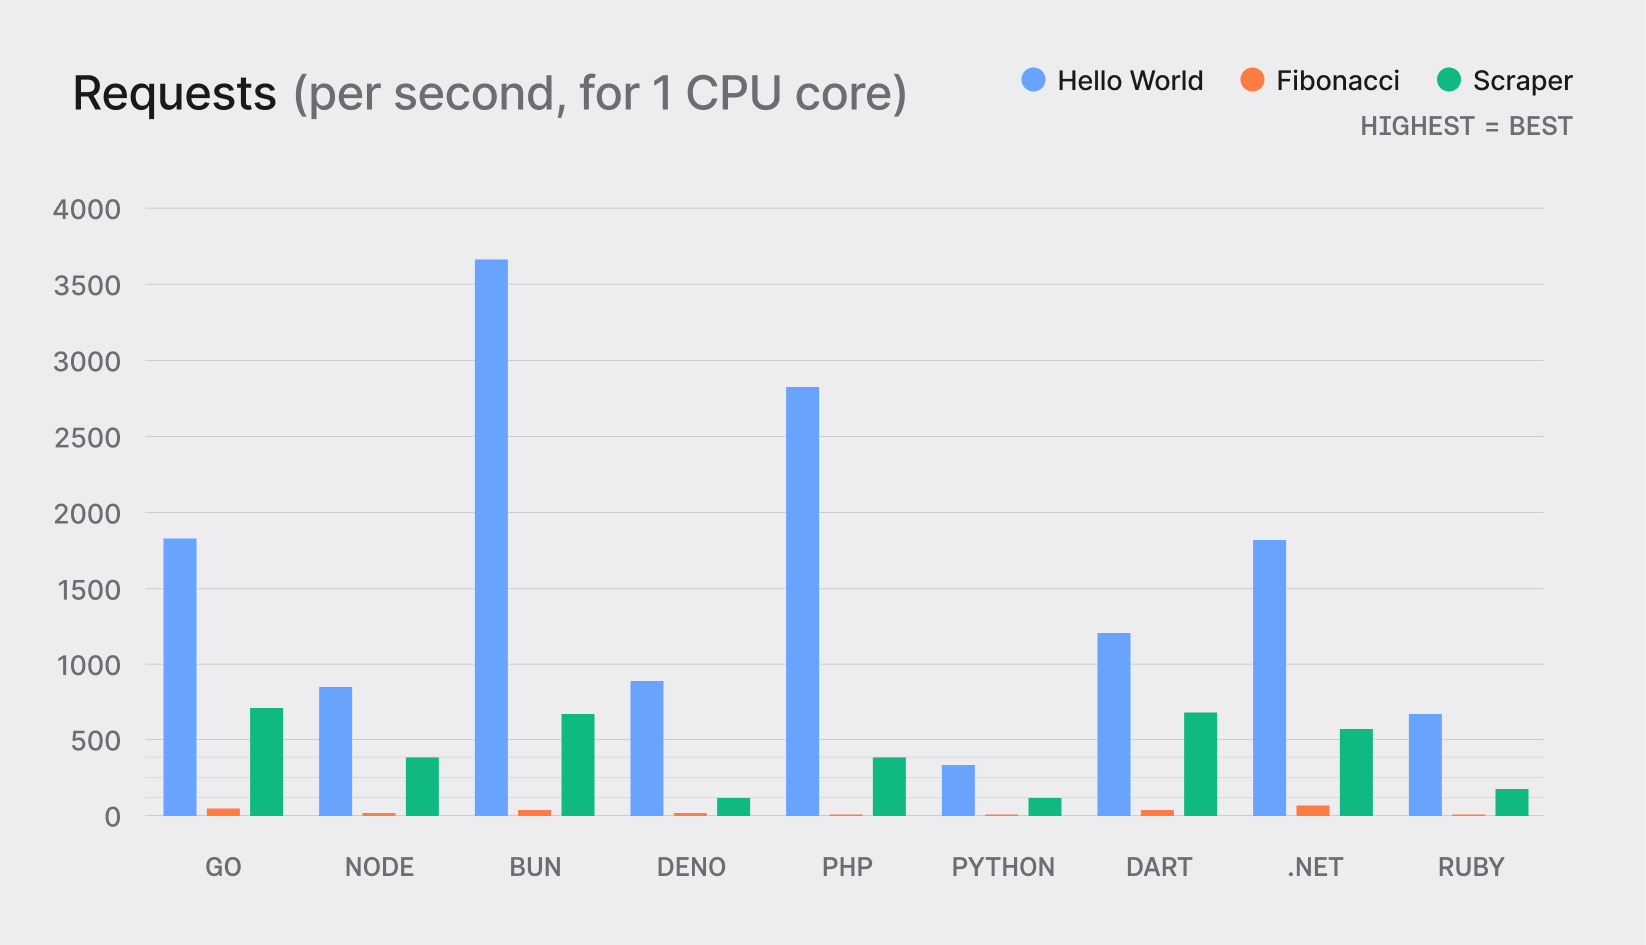 Requests (per second, for 1 CPU core)
Hello World Fibonacci Scraper
HIGHEST = BEST
4000
3500
3000
2500
2000
1500
1000
500
0
GO NODE BUN DENO PHP PYTHON DART .NET RUBY